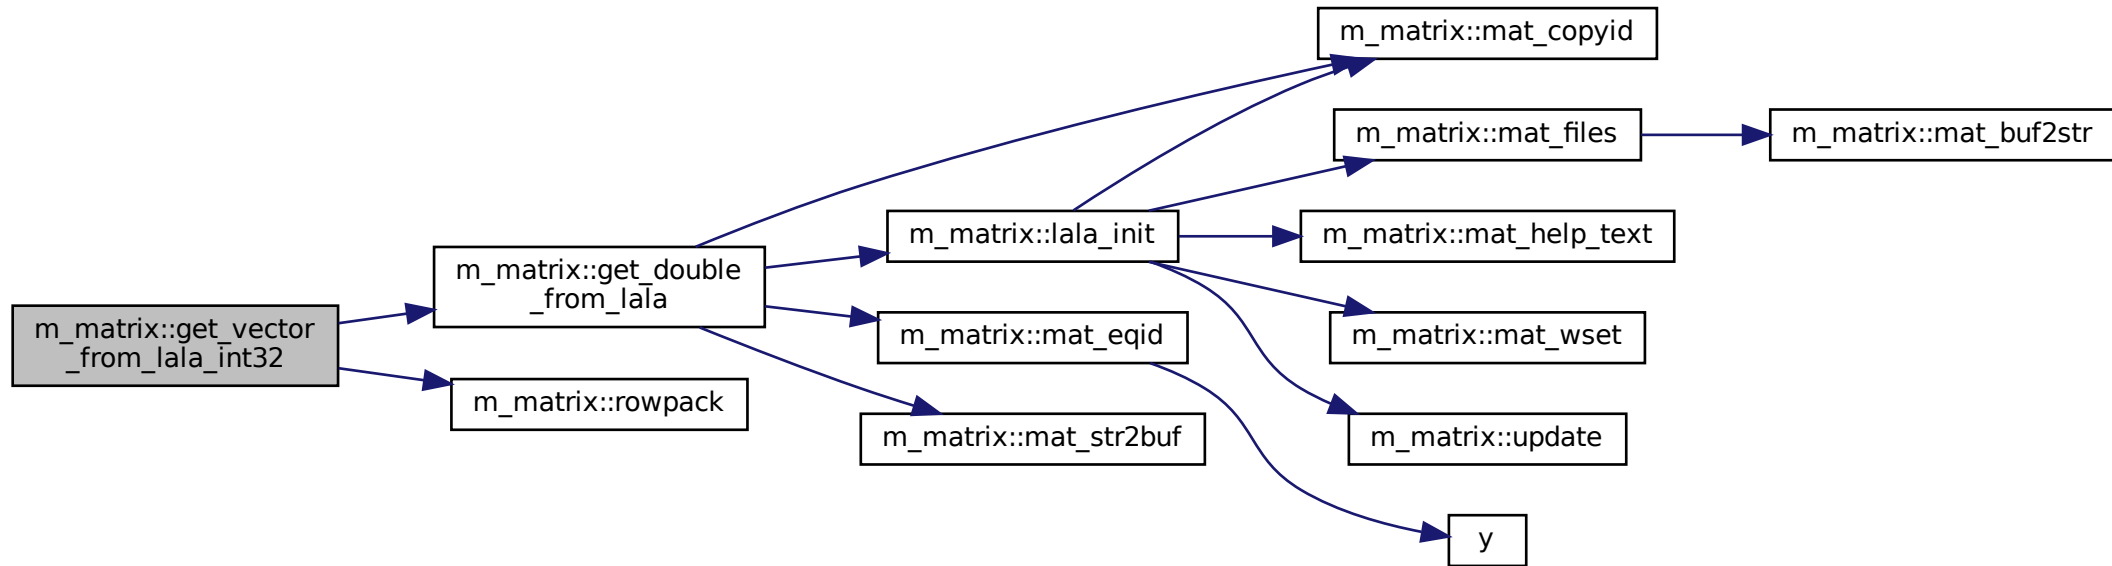 m_matrix::get_vector
_from_lala_int32
m_matrix::get_double
_from_lala
m_matrix::rowpack
m_matrix::lala_init
m_matrix::mat_eqid
m_matrix::mat_str2buf
m_matrix::mat_copyid
m_matrix::mat_files
m_matrix::mat_help_text
m_matrix::mat_wset
m_matrix::update
y
m_matrix::mat_buf2str